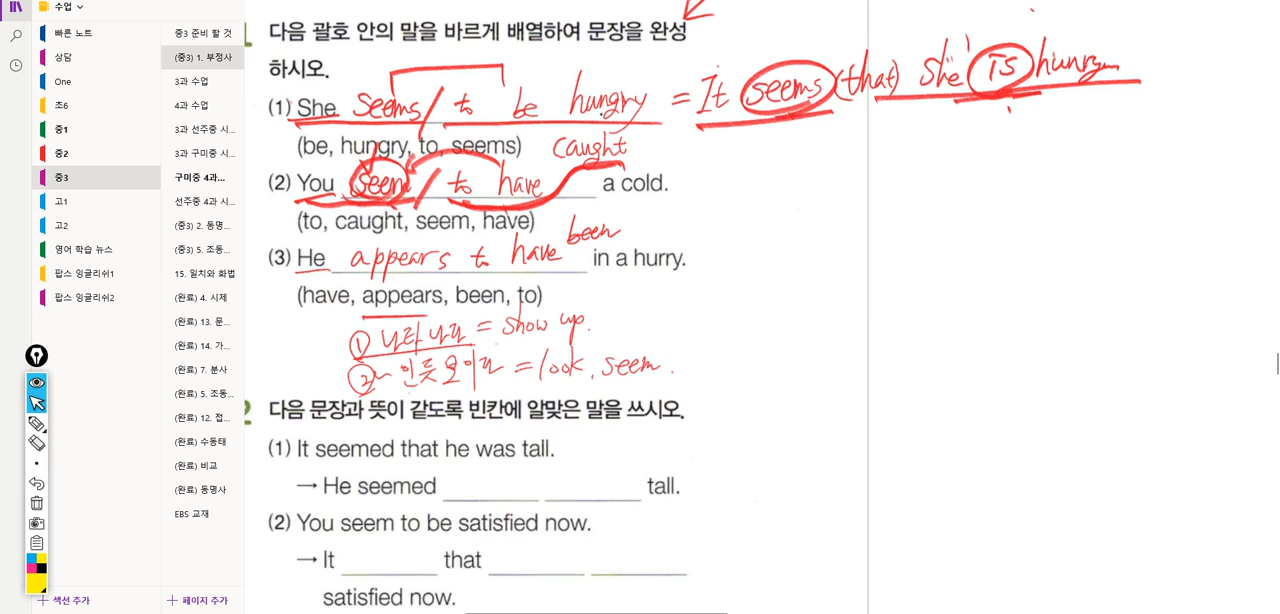 수업
빠른 노트
상담
One
초6
중1
중2
중3
고1
고2
영어 학습 뉴스
팝스 잉글리쉬1
팝스 잉글리쉬2
섹션 추가
중3 준비 할 것
(중3) 1. 부정사
3과 수업
4과 수업
3과 선주중 시...
3과 구미중 시...
구미중 4과...
선주중 4과 시...
(중3) 2. 동명...
(중3) 5. 조동...
15. 일치와 화법
(완료) 4. 시제
(완료) 13. 문...
(완료) 14. 가...
(완료) 7. 분사
(완료) 5. 조동...
(완료) 12. 접...
(완료) 수동태
(완료) 비교
(완료) 동명사
EBS 교재
페이지 추가
1 다음 괄호 안의 말을 바르게 배열하여 문장을 완성
하시오.
(1) She seems / to be hungry = It seems (that) she is hungry
(be, hungry, to, seems)
(2) You seem / to have caught a cold.
(to, caught, seem, have)
(3) He appears to have been in a hurry.
(have, appears, been, to)
① 나타나다 = show up.
② ~인듯 보이다 = look, seem.
2 다음 문장과 뜻이 같도록 빈칸에 알맞은 말을 쓰시오.
(1) It seemed that he was tall.
→ He seemed tall.
(2) You seem to be satisfied now.
→ It that
satisfied now.